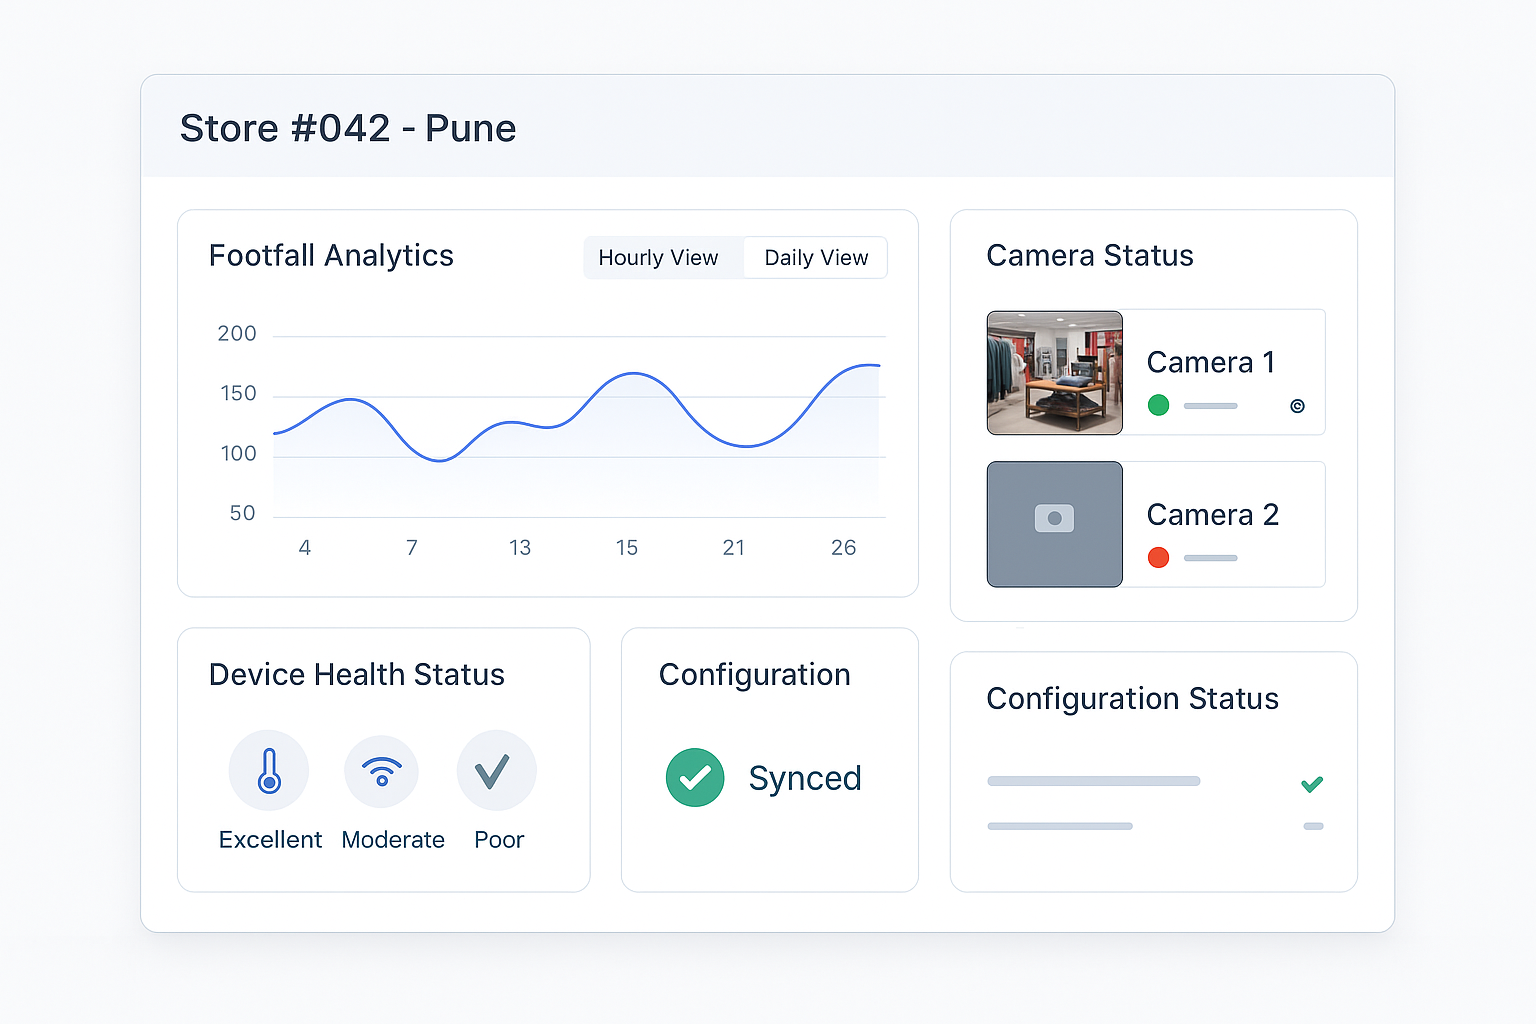 Store #042 - Pune
Footfall Analytics
Hourly View
Daily View
200
150
100
50
4 7 13 15 21 26
Camera Status
Camera 1
©
Camera 2
Device Health Status
Excellent Moderate Poor
Configuration
Synced
Configuration Status